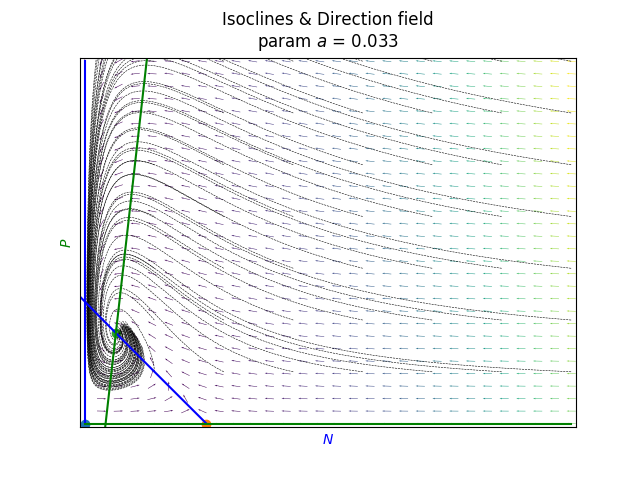 Isoclines & Direction field
param a = 0.033
P
N